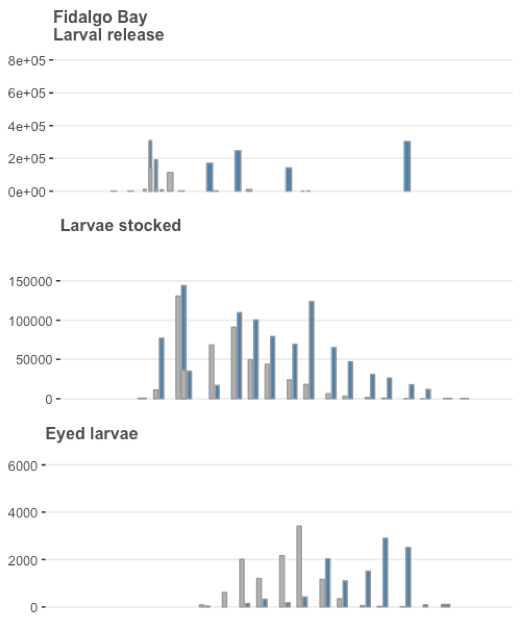 Fidalgo Bay
Larval release
8e+05
6e+05
4e+05
2e+05
0e+00
Larvae stocked
150000
100000
50000
0
Eyed larvae
6000
4000
2000
0